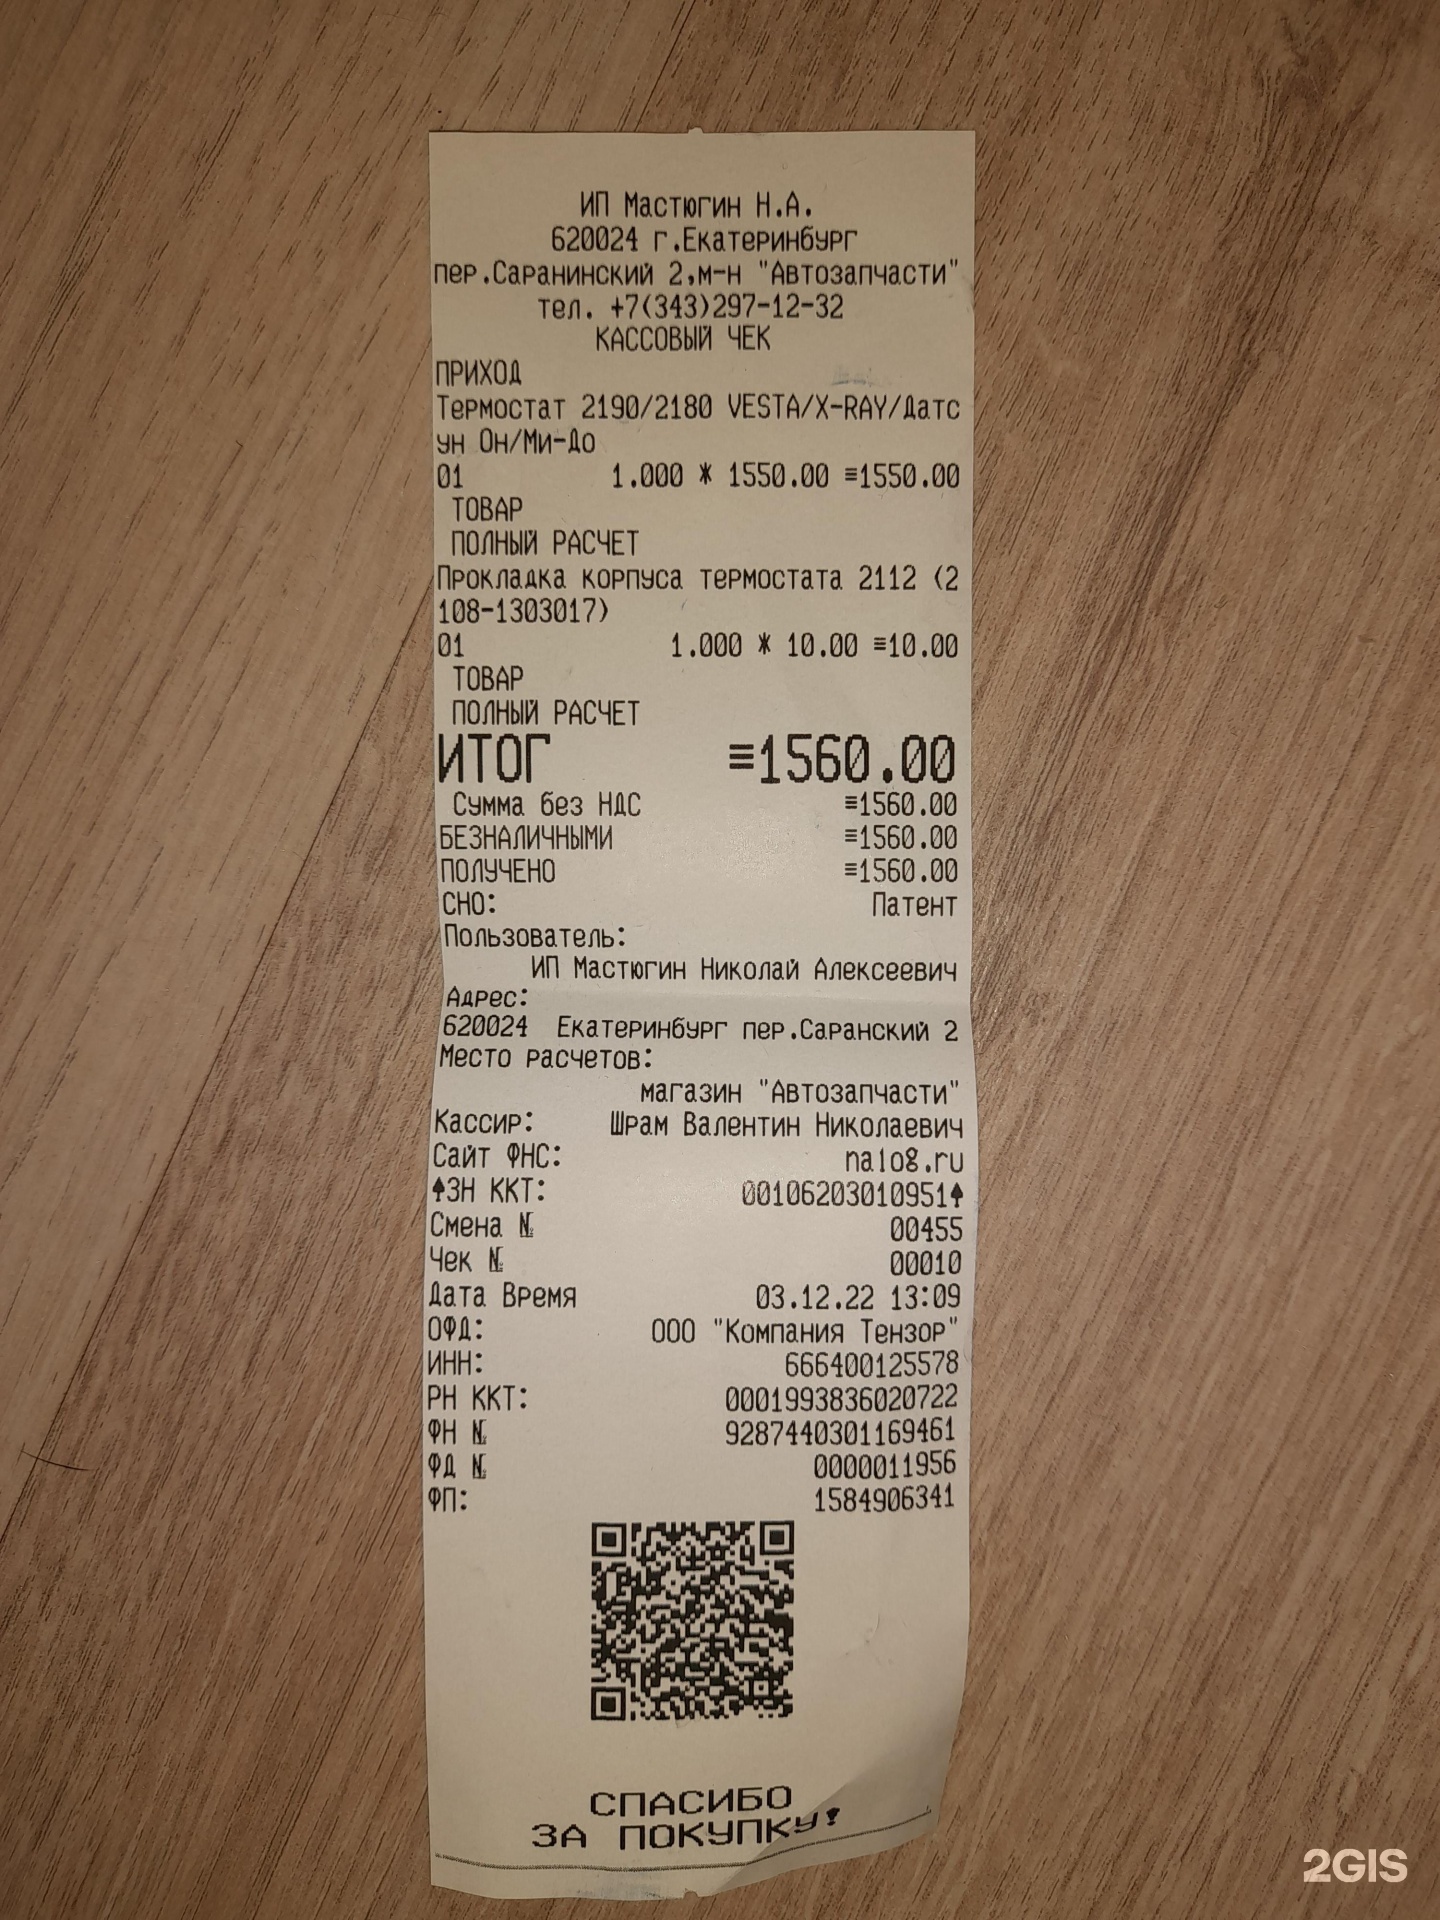 ИП Мастюгин Н.А.
620024 г.Екатеринбург
пер.Саранинский 2,м-н "Автозапчасти"
тел. +7(343)297-12-32
КАССОВЫЙ ЧЕК
ПРИХОД
Термостат 2190/2180 VESTA/X-RAY/Датс
ун Он/Ми-До
01 1.000 * 1550.00 ≡1550.00
ТОВАР
ПОЛНЫЙ РАСЧЕТ
Прокладка корпуса термостата 2112 (2
108-1303017)
01 1.000 * 10.00 ≡10.00
ТОВАР
ПОЛНЫЙ РАСЧЕТ
ИТОГ ≡1560.00
Сумма без НДС ≡1560.00
БЕЗНАЛИЧНЫМИ ≡1560.00
ПОЛУЧЕНО ≡1560.00
СНО: Патент
Пользователь:
ИП Мастюгин Николай Алексеевич
Адрес:
620024 Екатеринбург пер.Саранский 2
Место расчетов:
магазин "Автозапчасти"
Кассир: Шрам Валентин Николаевич
Сайт ФНС: nalog.ru
ЗН ККТ: 00106203010951
Смена № 00455
Чек № 00010
Дата Время 03.12.22 13:09
ОФД: ООО "Компания Тензор"
ИНН: 666400125578
РН ККТ: 0001993836020722
ФН № 9287440301169461
ФД № 0000011956
ФП: 1584906341
СПАСИБО
ЗА ПОКУПКУ!
2GIS